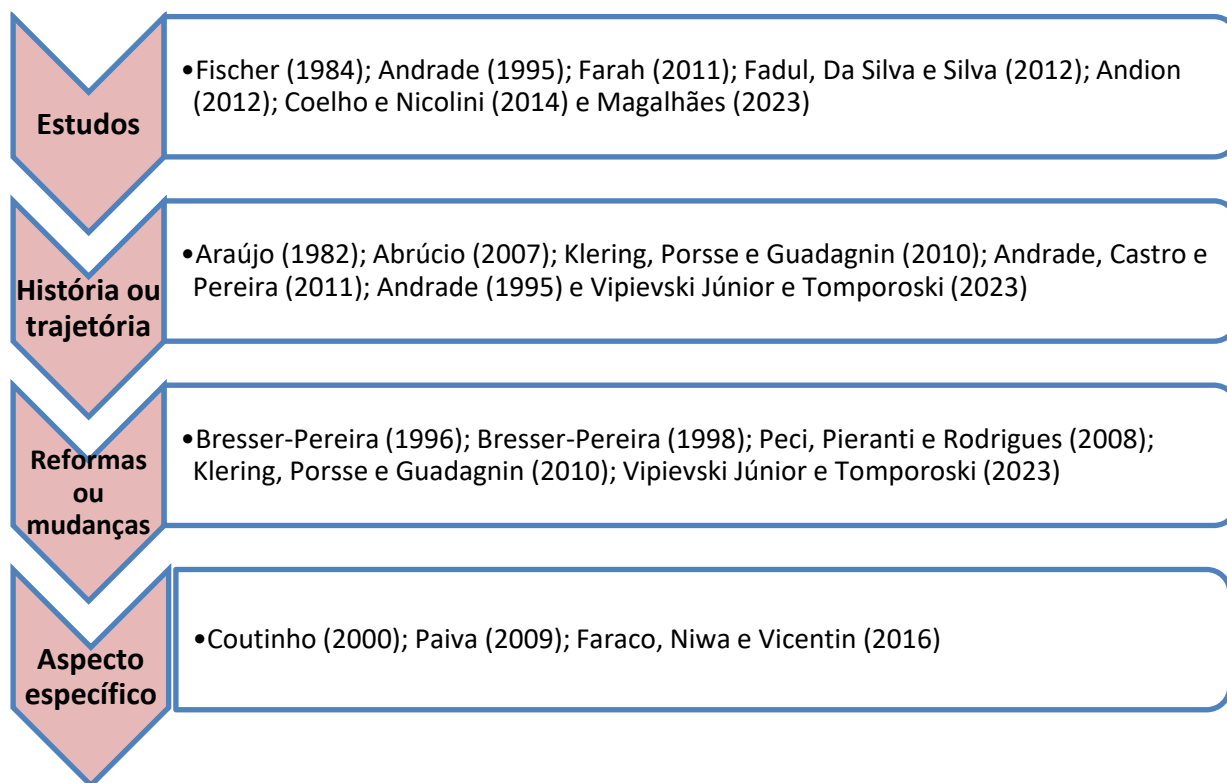 Estudos
•Fischer (1984); Andrade (1995); Farah (2011); Fadul, Da Silva e Silva (2012); Andion
(2012); Coelho e Nicolini (2014) e Magalhães (2023)
História ou
trajetória
•Araújo (1982); Abrúcio (2007); Klering, Porsse e Guadagnin (2010); Andrade, Castro e
Pereira (2011); Andrade (1995) e Vipievski Júnior e Tomporoski (2023)
Reformas
ou
mudanças
•Bresser-Pereira (1996); Bresser-Pereira (1998); Peci, Pieranti e Rodrigues (2008);
Klering, Porsse e Guadagnin (2010); Vipievski Júnior e Tomporoski (2023)
Aspecto
específico
•Coutinho (2000); Paiva (2009); Faraco, Niwa e Vicentin (2016)